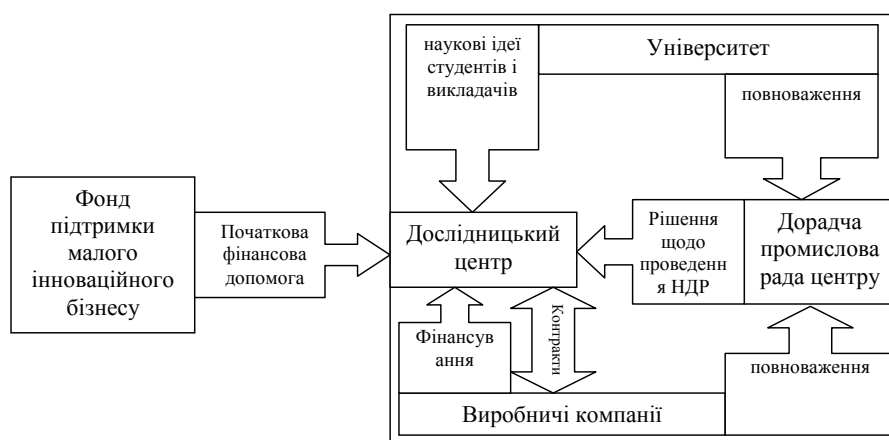 наукові ідеї
студентів і
викладачів
Університет
повноваження
Фонд
підтримки
малого
інноваційного
бізнесу
Початкова
фінансова
допомога
Дослідницький
центр
Рішення
щодо
проведенн
я НДР
Дорадча
промислова
рада центру
Фінансув
ання
Контракти
повноваження
Виробничі компанії